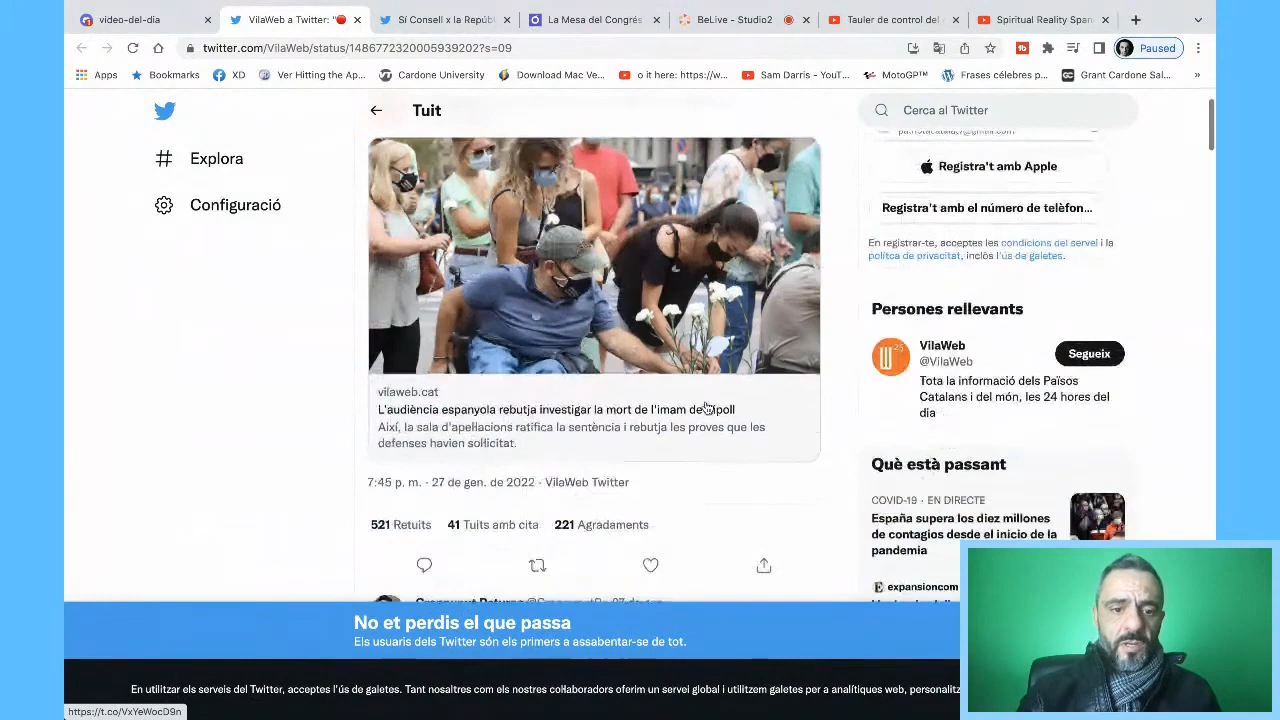 video-del-dia
VilaWeb a Twitter: "
Sí Consell x la Repúbl
La Mesa del Congrés
BeLive - Studio2
Tauler de control del
Spiritual Reality Span
twitter.com/VilaWeb/status/1486772320065939202?s=09
Paused
Apps
Bookmarks
XD
Ver Hitting the Ap...
Cardone University
Download Mac Ve...
o it here: https://w...
Sam Darris - YouT...
MotoGP™
Frases célebres p...
Grant Cardone Sal...
»
Tuit
Cerca al Twitter
Explora
Configuració
Registra't amb Apple
Registra't amb el número de telèfon...
En registrar-te, acceptes les condicions del servei i la
política de privacitat, inclòs l'ús de galetes.
Persones rellevants
VilaWeb
@VilaWeb
Segueix
Tota la informació dels Països
Catalans i del món, les 24 hores del
dia
vilaweb.cat
L'audiència espanyola rebutja investigar la mort de l'imam de Ripoll
Així, la sala d'apel·lacions ratifica la sentència i rebutja les proves que les
defenses havien sol·licitat.
7:45 p. m. · 27 de gen. de 2022 · VilaWeb Twitter
521 Retuits 41 Tuits amb cita 221 Agradaments
Què està passant
COVID-19 · EN DIRECTE
España supera los diez millones
de contagios desde el inicio de la
pandemia
expansioncom
No et perdis el que passa
Els usuaris dels Twitter són els primers a assabentar-se de tot.
En utilitzar els serveis del Twitter, acceptes l'ús de galetes. Tant nosaltres com els nostres col·laboradors oferim un servei global i utilitzem galetes per a analítiques web, personalitz
https://t.co/VxYeWocD9n